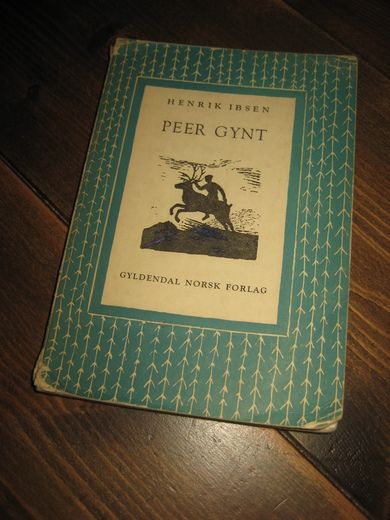 HENRIK IBSEN
PEER GYNT
GYLDENDAL NORSK FORLAG